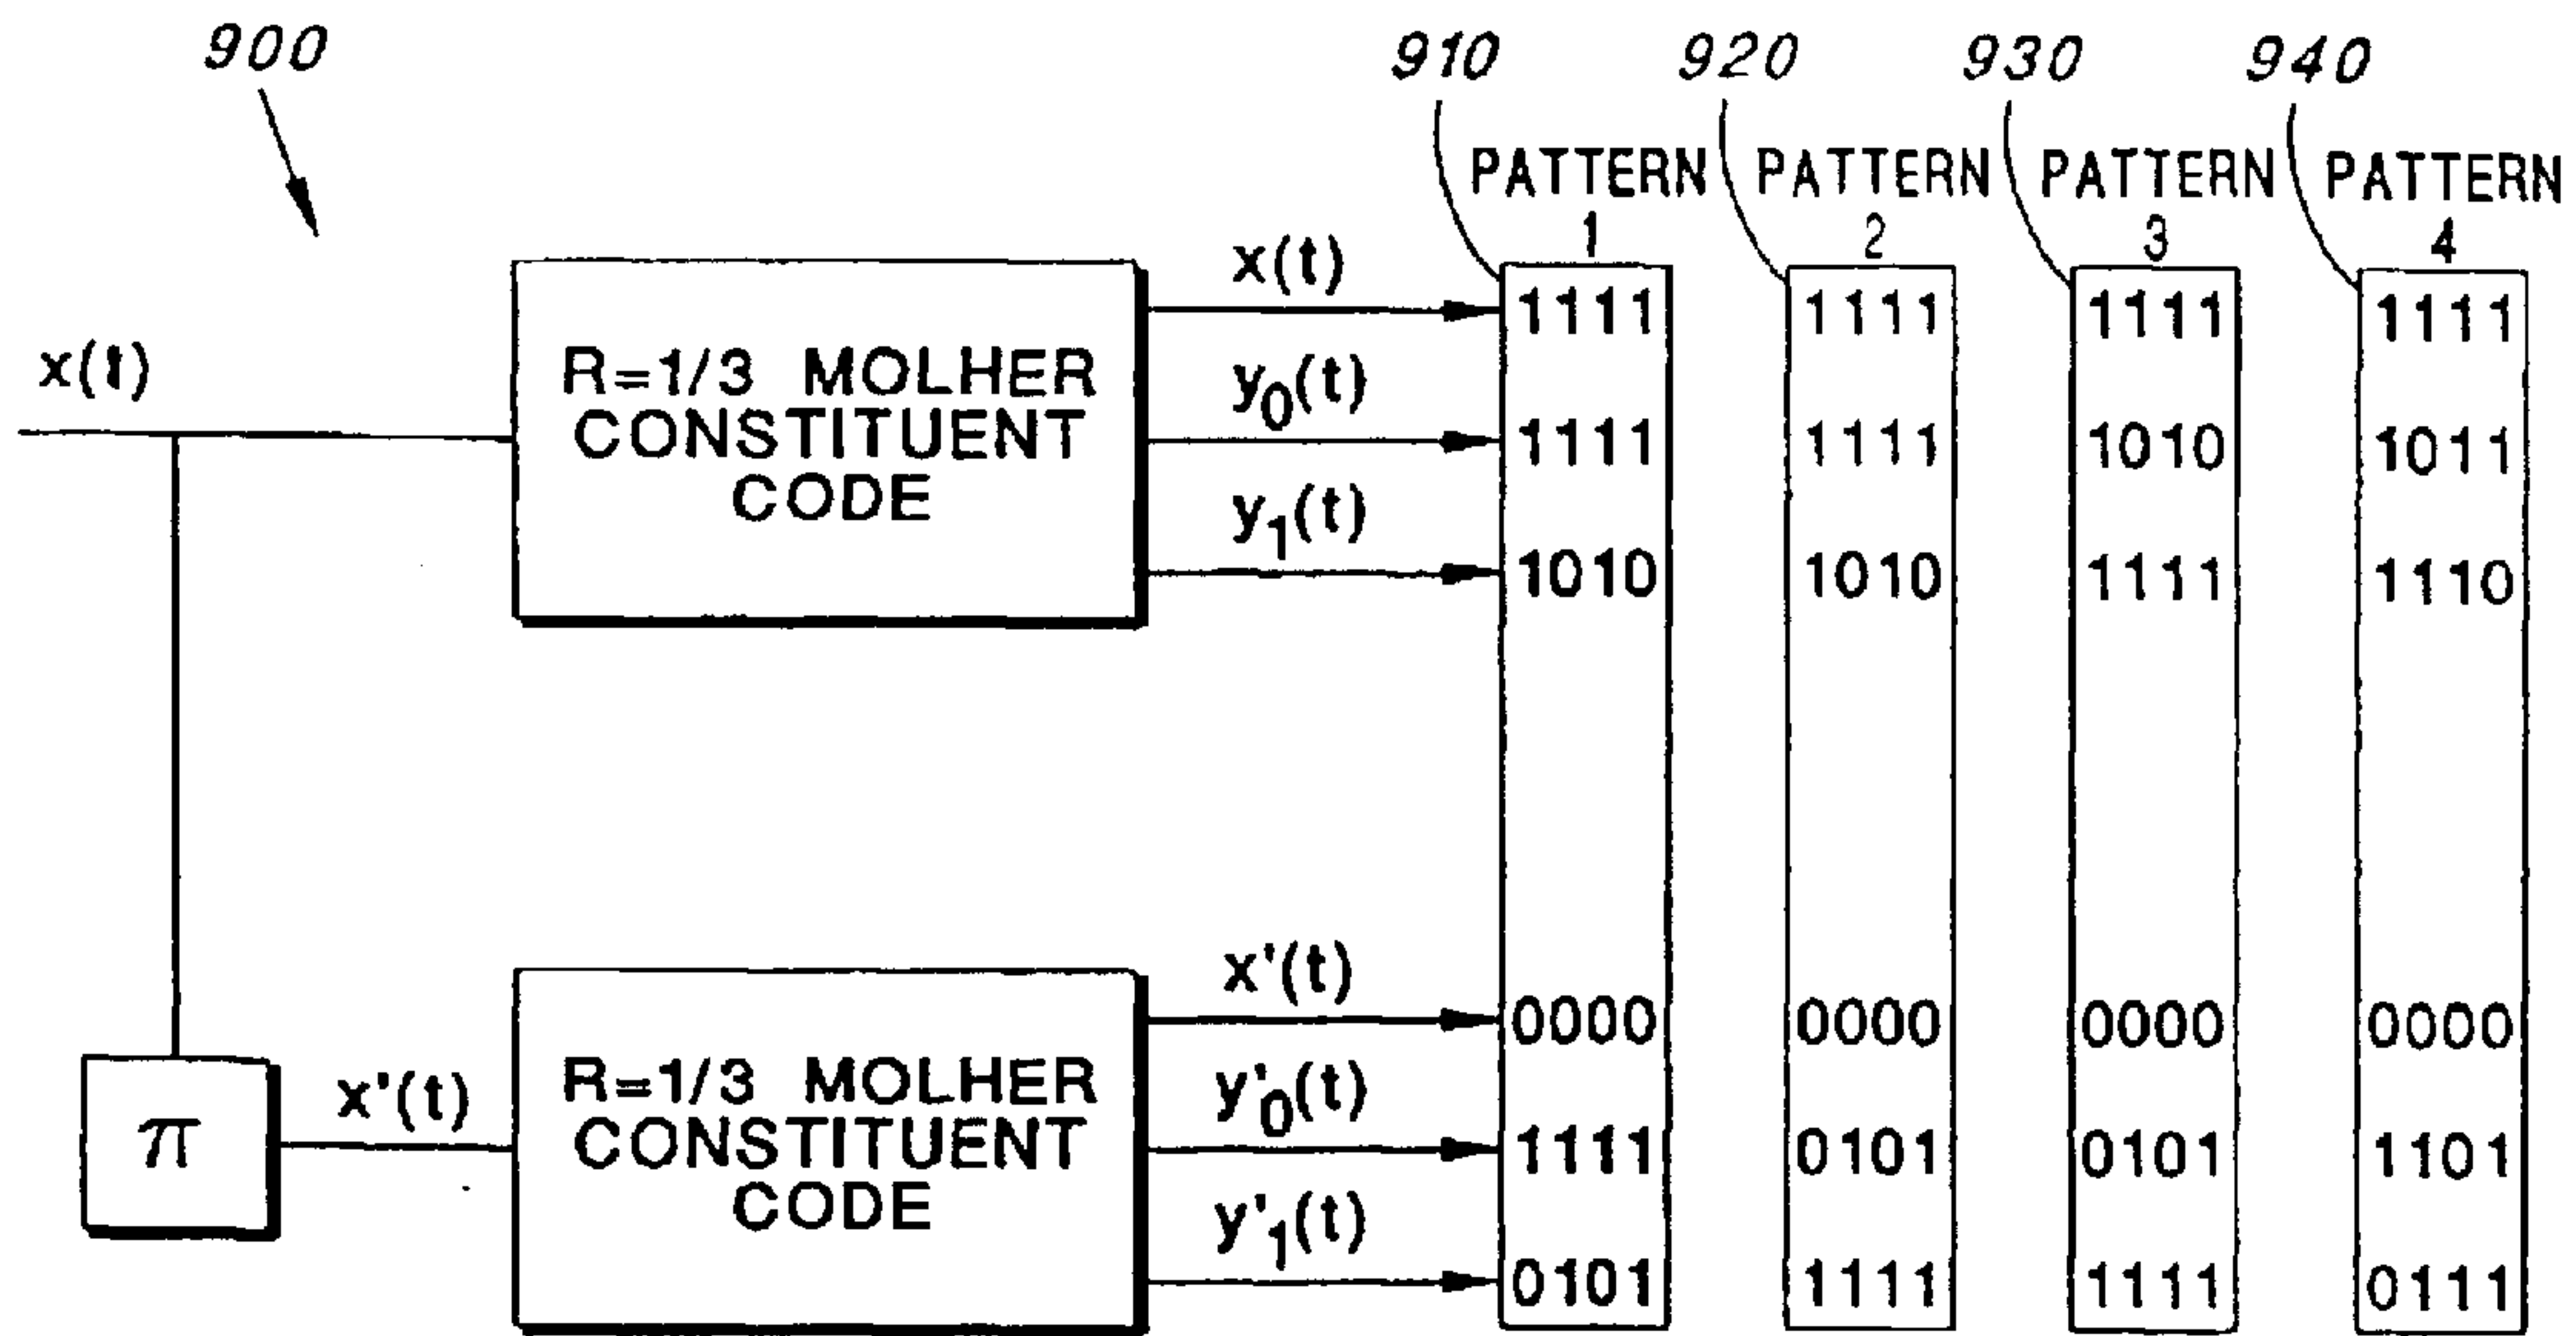 900
910 920 930 940
PATTERN 1 PATTERN 2 PATTERN 3 PATTERN 4
x(t)
R=1/3 MOLHER
CONSTITUENT
CODE
x(t) 1111 1111 1111 1111
y0(t) 1111 1111 1010 1011
y1(t) 1010 1010 1111 1110
π
x'(t)
R=1/3 MOLHER
CONSTITUENT
CODE
x'(t) 0000 0000 0000 0000
y'0(t) 1111 0101 0101 1101
y'1(t) 0101 1111 1111 0111